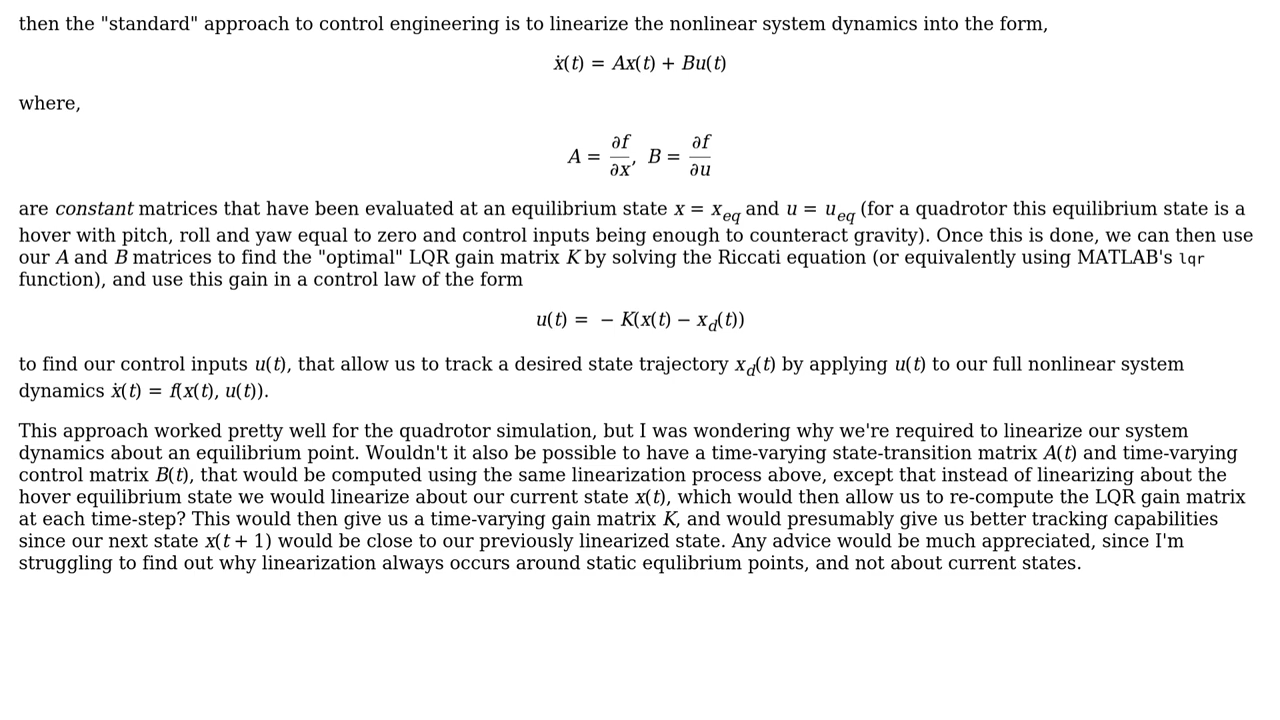 then the "standard" approach to control engineering is to linearize the nonlinear system dynamics into the form,
ẋ(t) = Ax(t) + Bu(t)
where,
A = ∂f/∂x, B = ∂f/∂u
are constant matrices that have been evaluated at an equilibrium state x = x_eq and u = u_eq (for a quadrotor this equilibrium state is a
hover with pitch, roll and yaw equal to zero and control inputs being enough to counteract gravity). Once this is done, we can then use
our A and B matrices to find the "optimal" LQR gain matrix K by solving the Riccati equation (or equivalently using MATLAB's lqr
function), and use this gain in a control law of the form
u(t) = − K(x(t) − x_d(t))
to find our control inputs u(t), that allow us to track a desired state trajectory x_d(t) by applying u(t) to our full nonlinear system
dynamics ẋ(t) = f(x(t), u(t)).
This approach worked pretty well for the quadrotor simulation, but I was wondering why we're required to linearize our system
dynamics about an equilibrium point. Wouldn't it also be possible to have a time-varying state-transition matrix A(t) and time-varying
control matrix B(t), that would be computed using the same linearization process above, except that instead of linearizing about the
hover equilibrium state we would linearize about our current state x(t), which would then allow us to re-compute the LQR gain matrix
at each time-step? This would then give us a time-varying gain matrix K, and would presumably give us better tracking capabilities
since our next state x(t + 1) would be close to our previously linearized state. Any advice would be much appreciated, since I'm
struggling to find out why linearization always occurs around static equlibrium points, and not about current states.